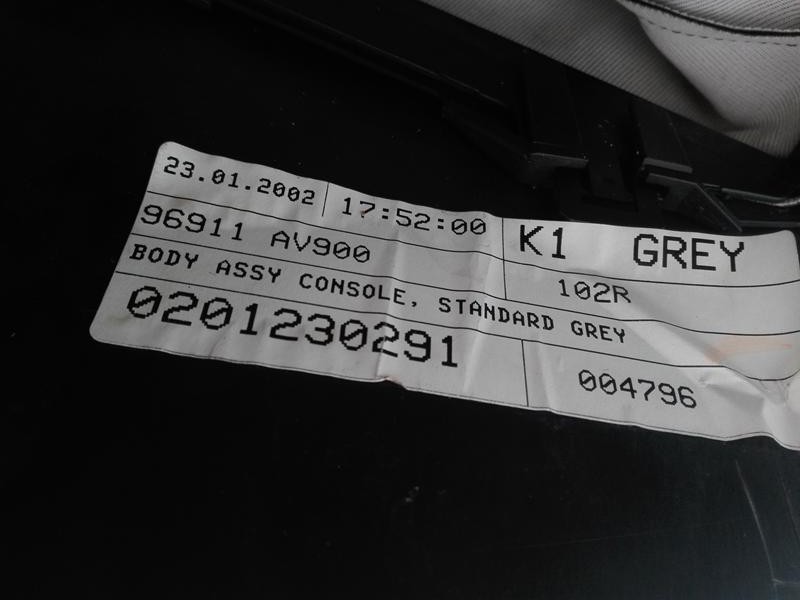 23.01.2002 17:52:00
K1 GREY
96911 AV900
102R
BODY ASSY CONSOLE, STANDARD GREY
0201230291
004796